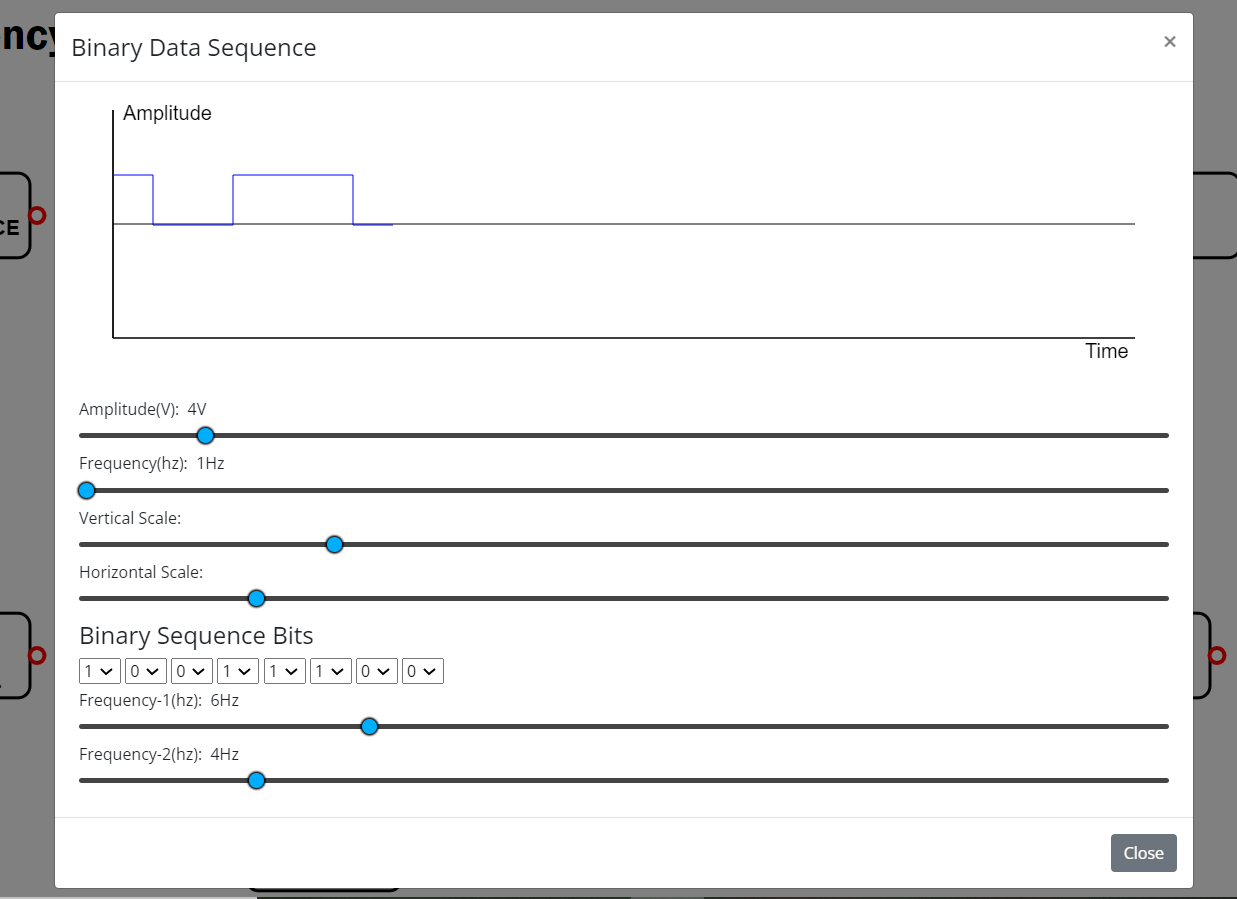 ncy
Binary Data Sequence ×
Amplitude
CE
Time
Amplitude(V): 4V
Frequency(hz): 1Hz
Vertical Scale:
Horizontal Scale:
Binary Sequence Bits
1 0 0 1 1 1 0 0
Frequency-1(hz): 6Hz
Frequency-2(hz): 4Hz
Close